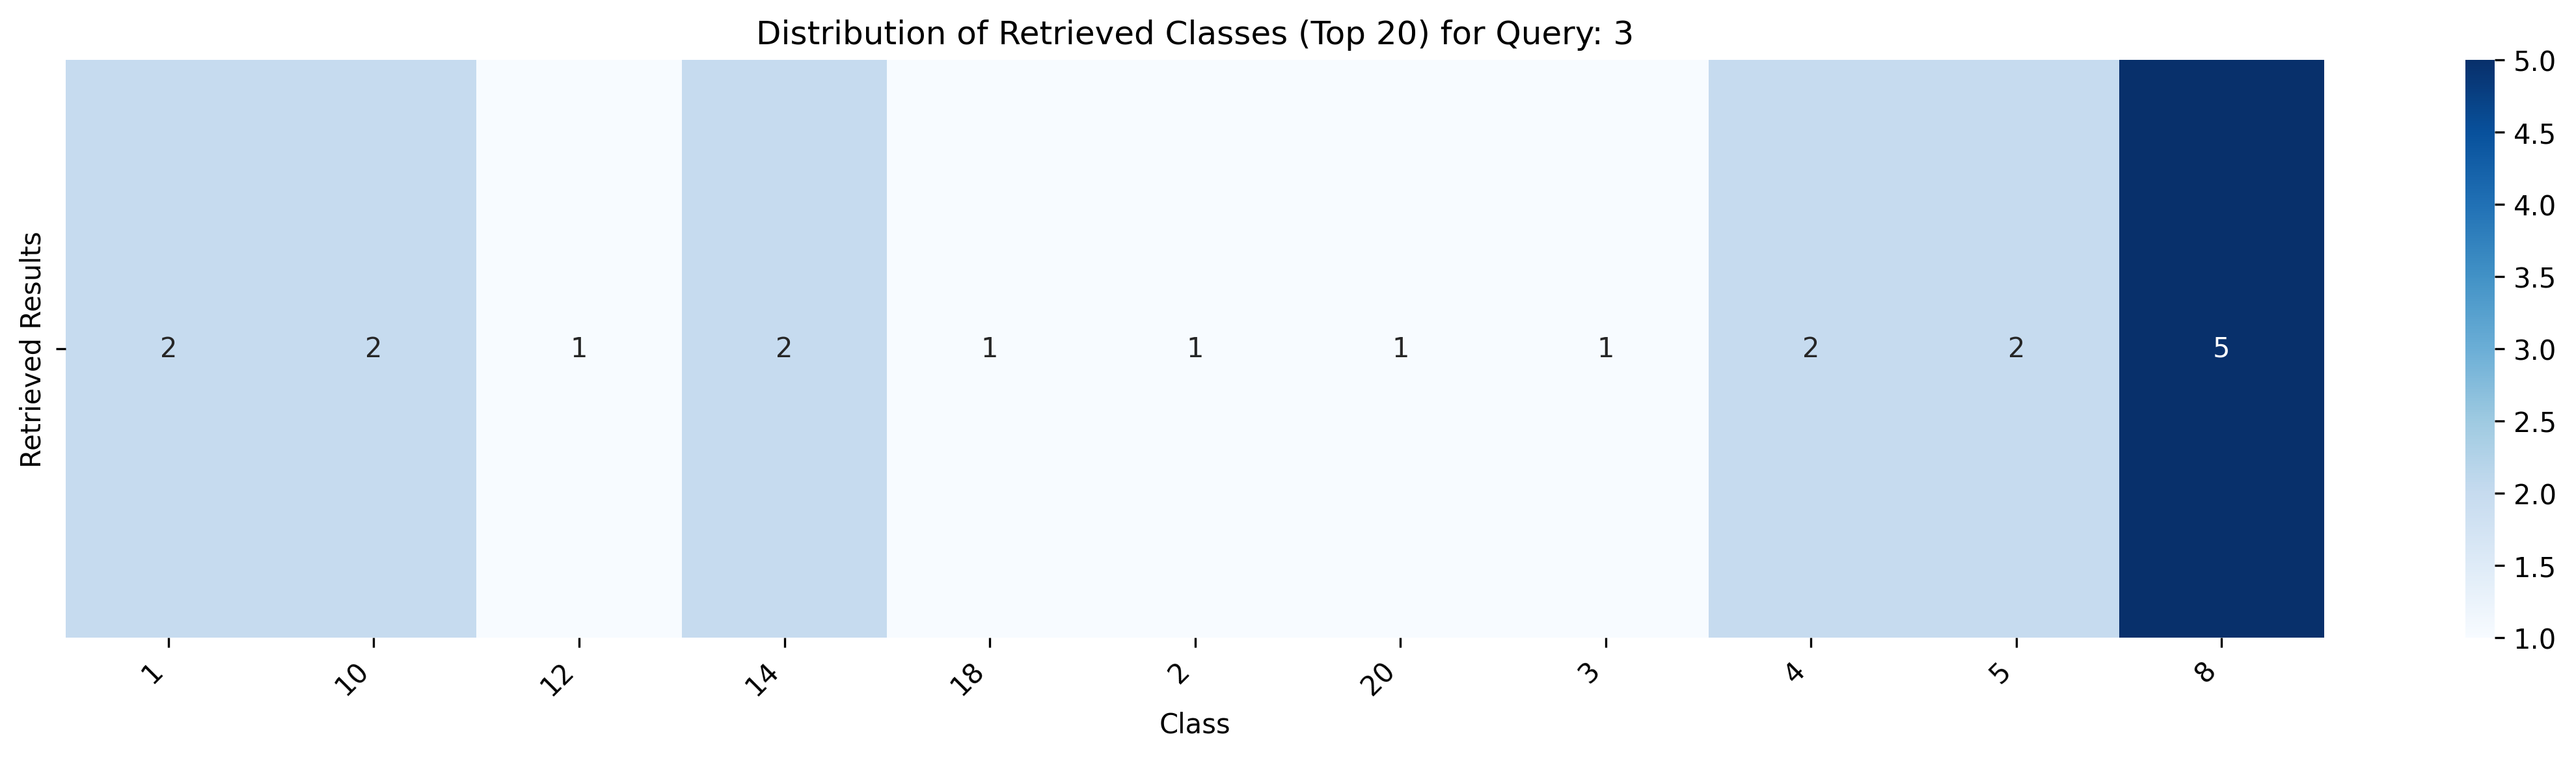 Distribution of Retrieved Classes (Top 20) for Query: 3
Retrieved Results
2 2 1 2 1 1 1 1 2 2 5
1 10 12 14 18 2 20 3 4 5 8
Class
5.0
4.5
4.0
3.5
3.0
2.5
2.0
1.5
1.0